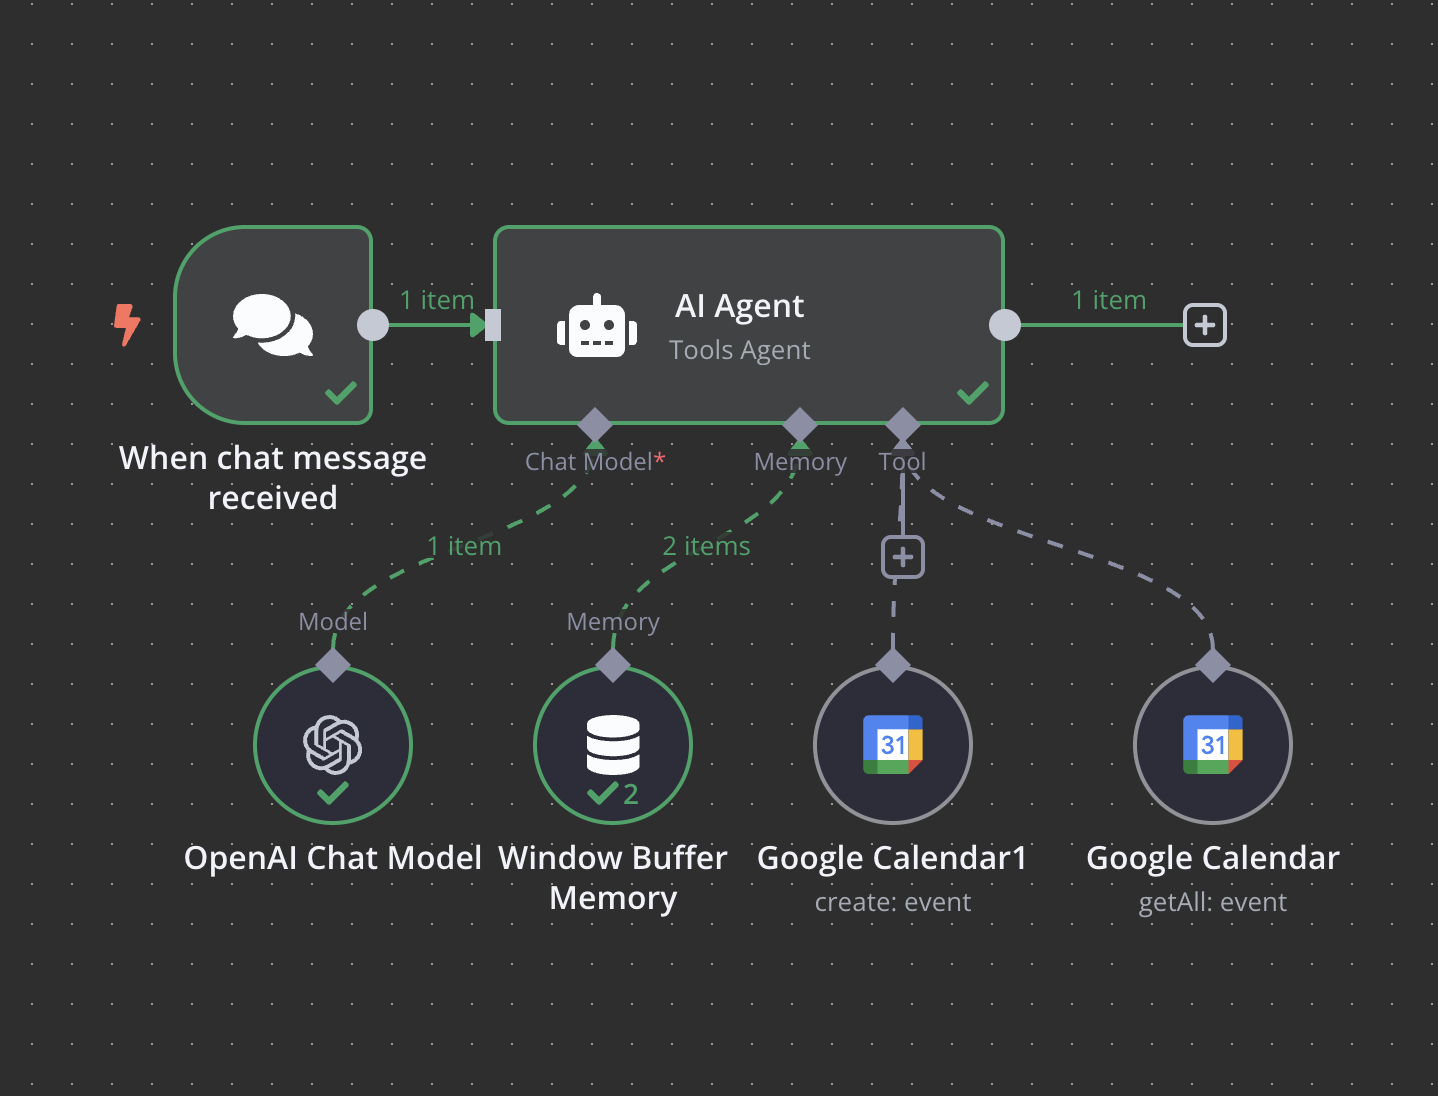 1 item
1 item
AI Agent
Tools Agent
When chat message
received
Chat Model*
Memory
Tool
1 item
2 items
Model
Memory
31
31
2
OpenAI Chat Model
Window Buffer
Memory
Google Calendar1
create: event
Google Calendar
getAll: event